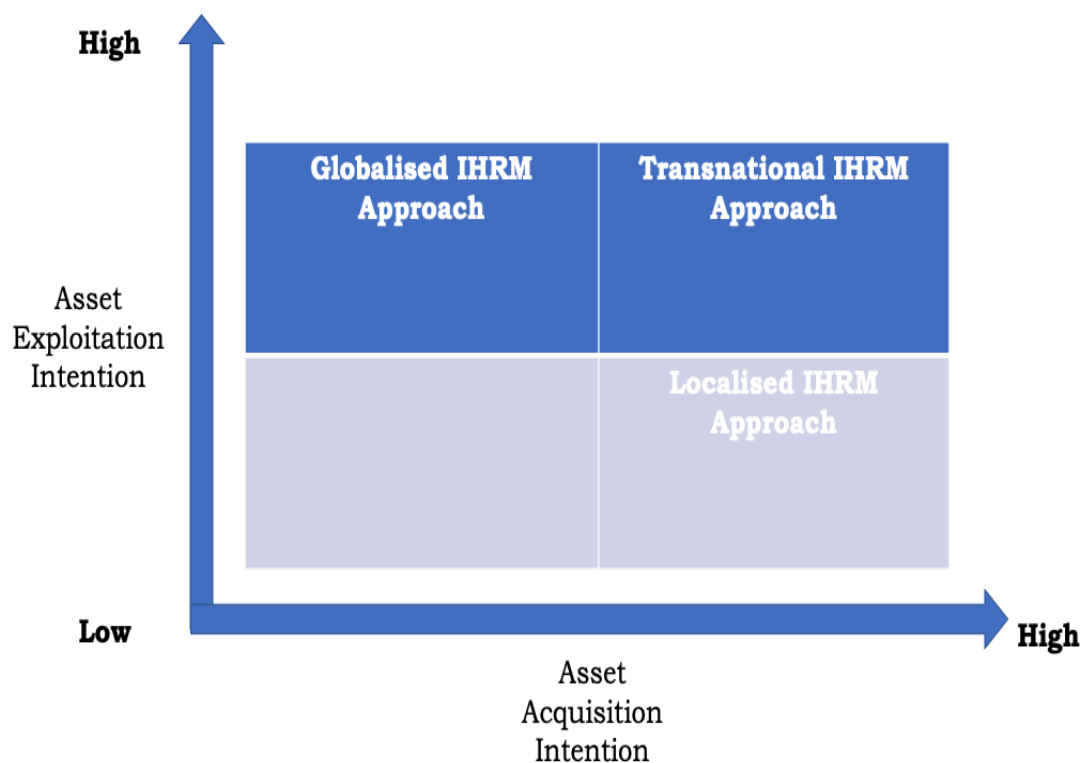 High
Globalised IHRM
Approach
Transnational IHRM
Approach
Asset
Exploitation
Intention
Localised IHRM
Approach
Low
High
Asset
Acquisition
Intention